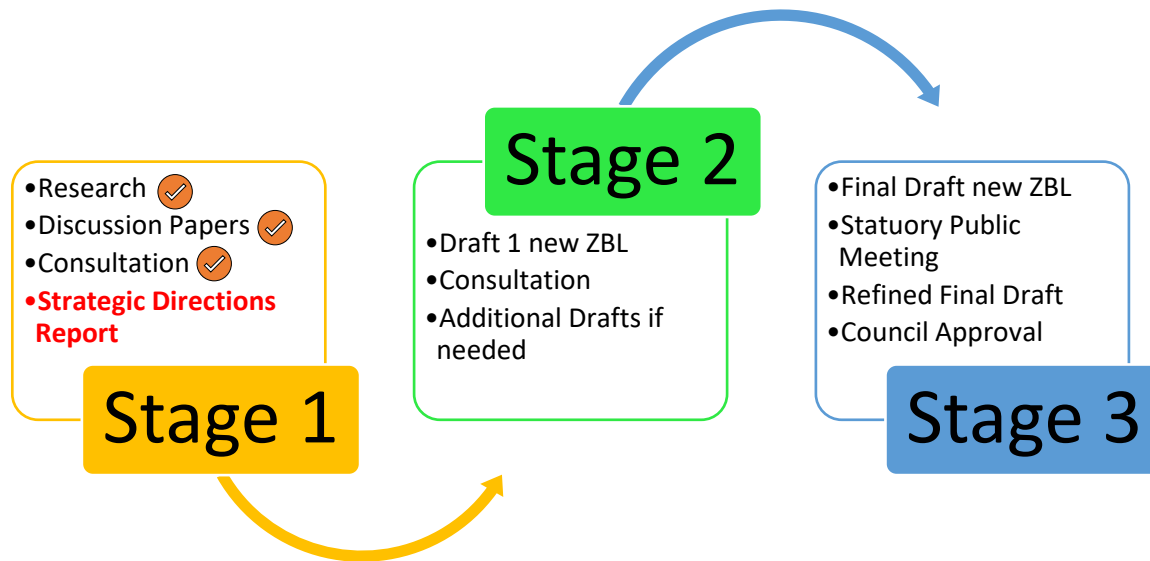 •Research
•Discussion Papers
•Consultation
•Strategic Directions
Report
Stage 1
Stage 2
•Draft 1 new ZBL
•Consultation
•Additional Drafts if
needed
•Final Draft new ZBL
•Statuory Public
Meeting
•Refined Final Draft
•Council Approval
Stage 3